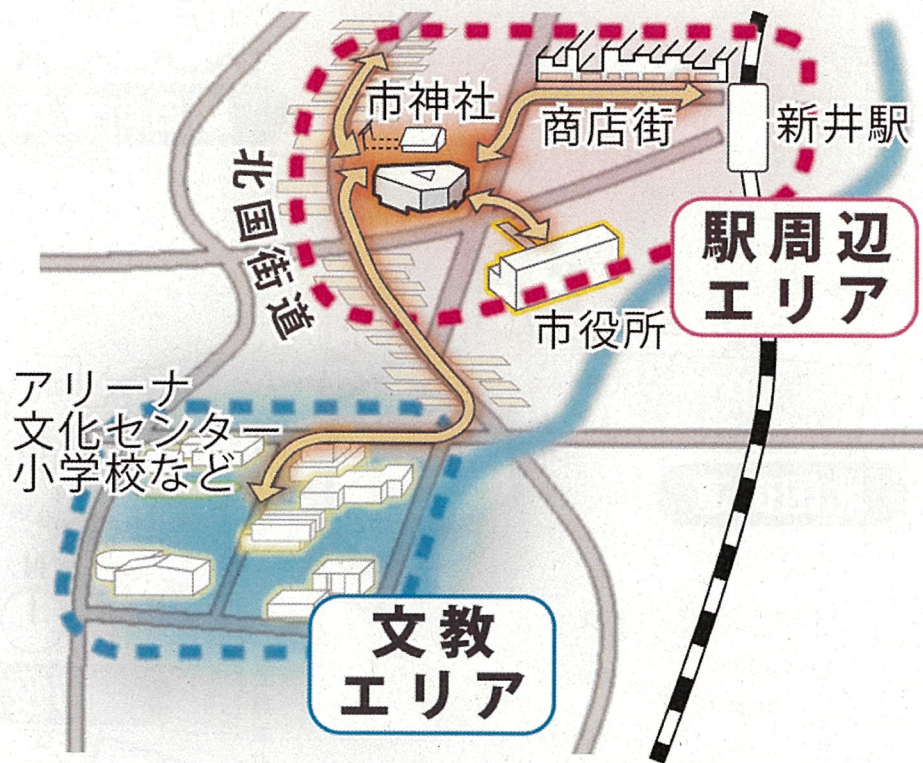 市神社
商店街
新井駅
北国街道
駅周辺
エリア
市役所
アリーナ
文化センター
小学校など
文教
エリア